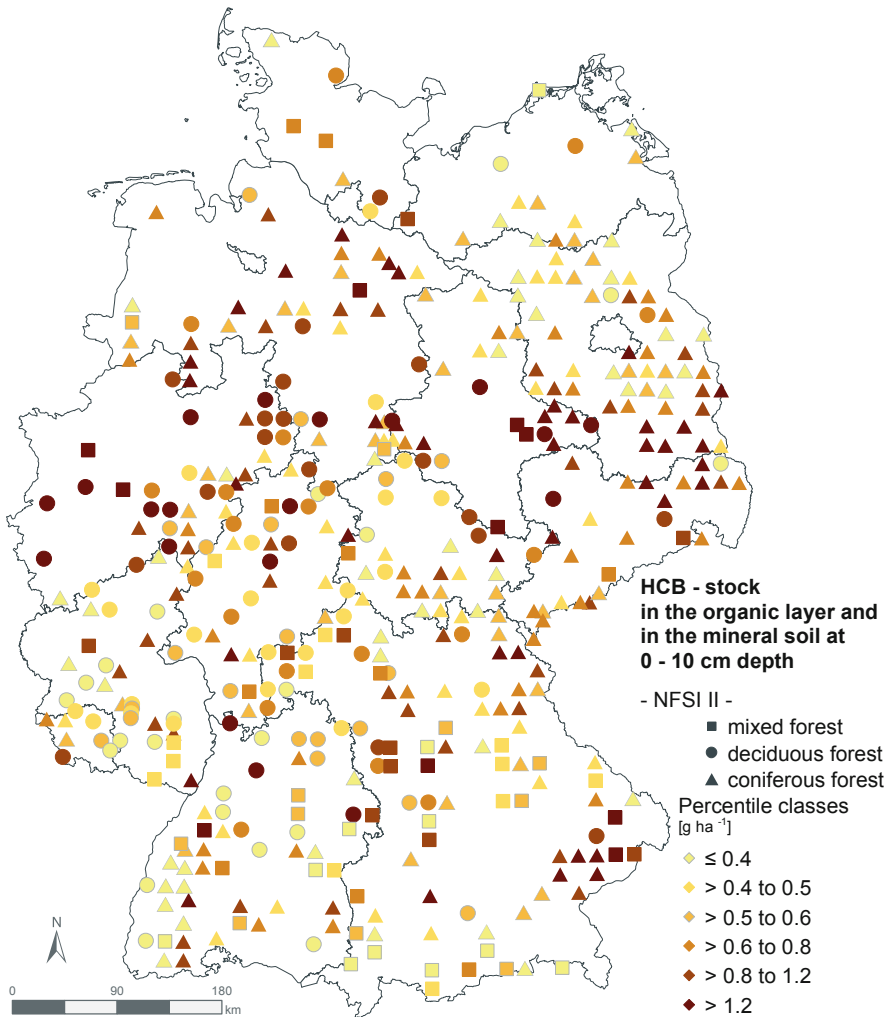 HCB - stock
in the organic layer and
in the mineral soil at
0 - 10 cm depth
- NFSI II -
mixed forest
deciduous forest
coniferous forest
Percentile classes
[g ha -1]
≤ 0.4
> 0.4 to 0.5
> 0.5 to 0.6
> 0.6 to 0.8
> 0.8 to 1.2
> 1.2
N
0 90 180
km